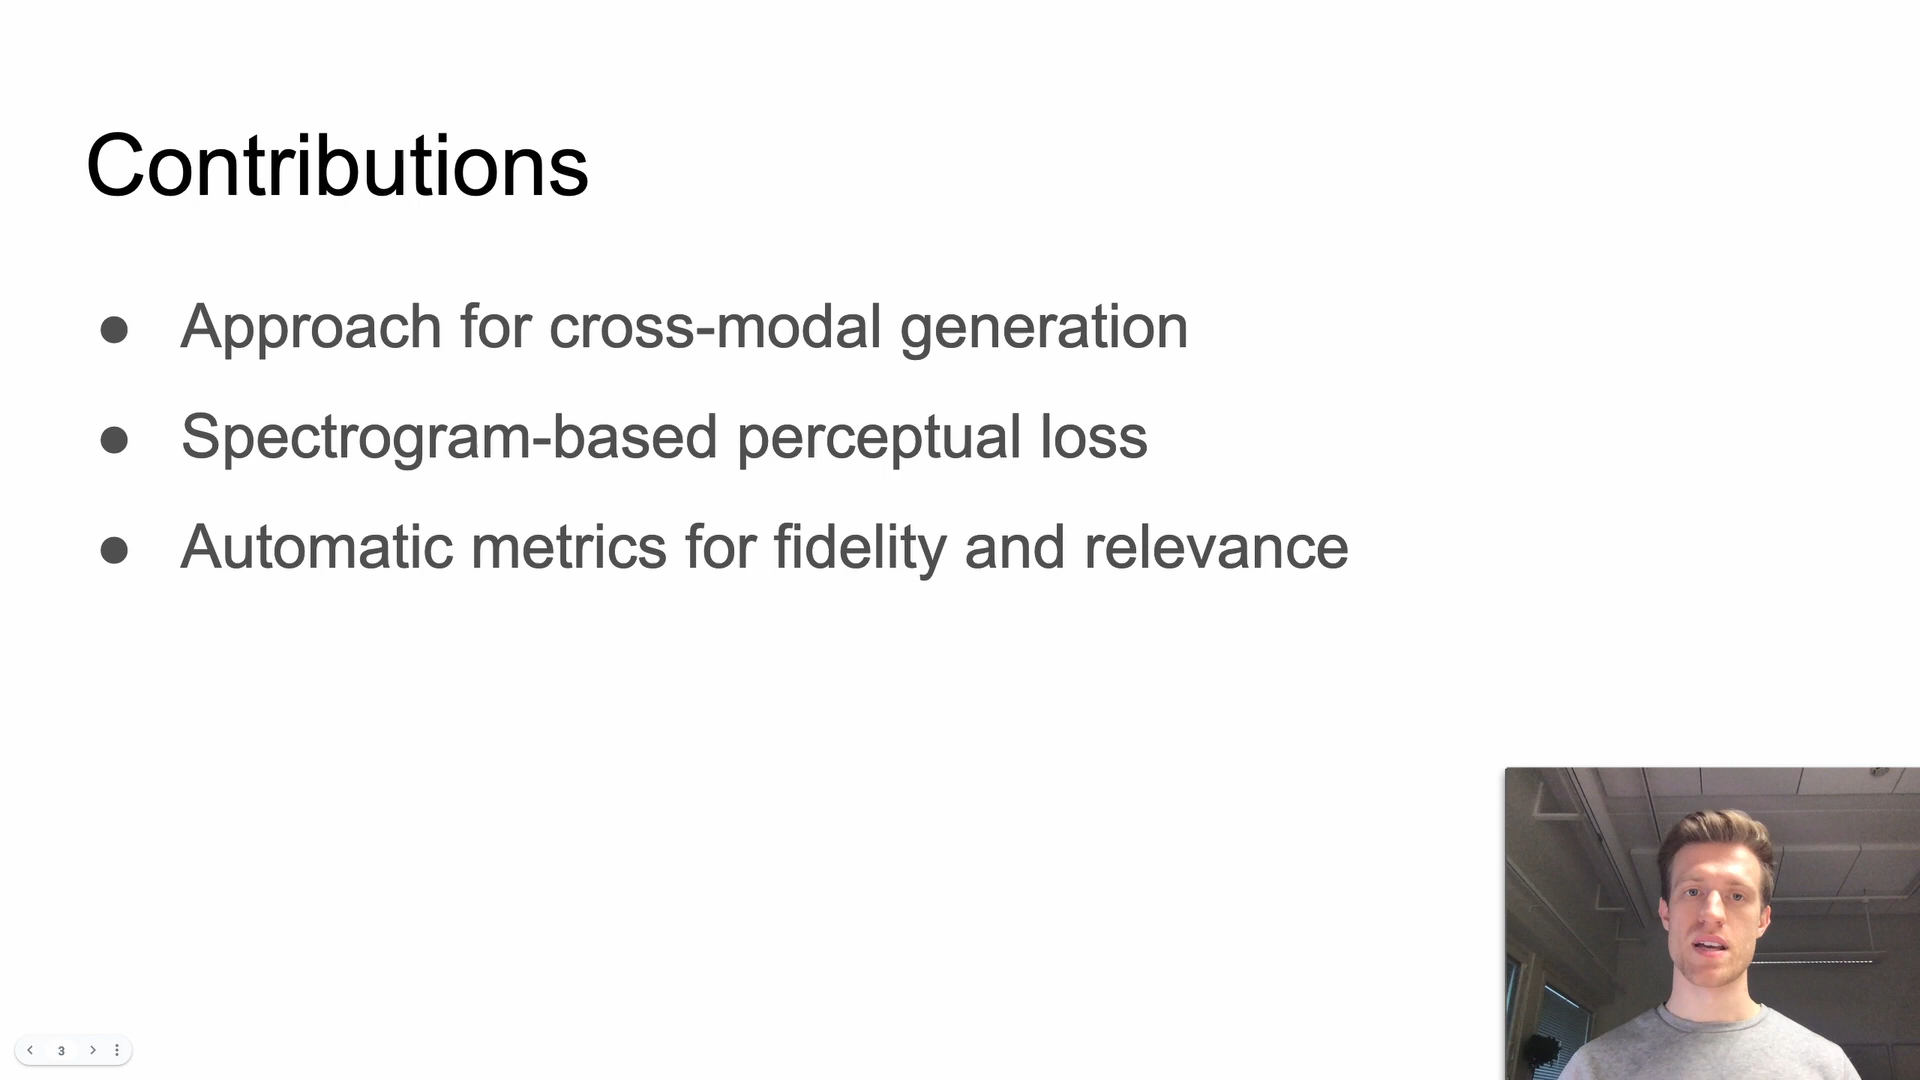 Contributions
● Approach for cross-modal generation
● Spectrogram-based perceptual loss
● Automatic metrics for fidelity and relevance
3